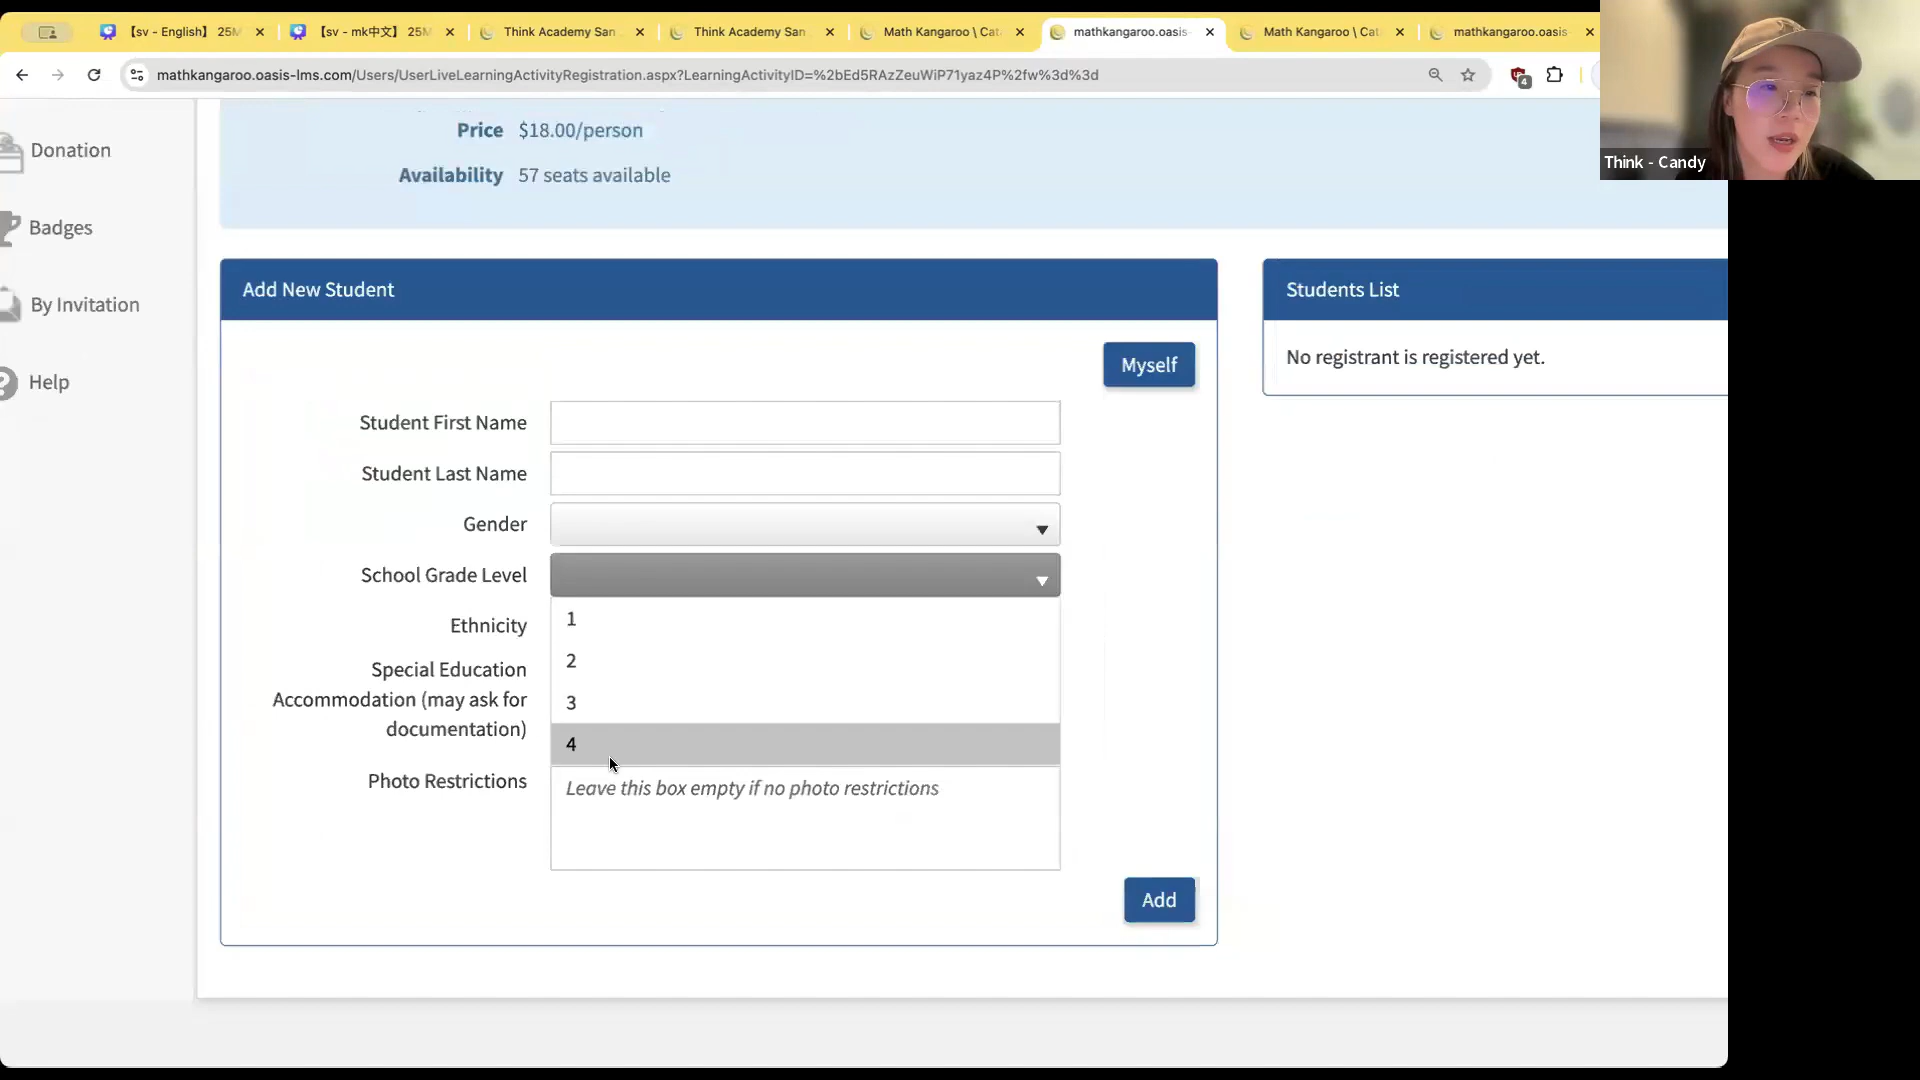 【sv - English】 25M
【sv - mk中文】 25M
Think Academy San
Think Academy San
Math Kangaroo \ Cat
mathkangaroo.oasis-
Math Kangaroo \ Cat
mathkangaroo.oasis-
mathkangaroo.oasis-lms.com/Users/UserLiveLearningActivityRegistration.aspx?LearningActivityID=%2bEd5RAzZeuWiP71yaz4P%2fw%3d%3d
4
Think - Candy
Donation
Badges
By Invitation
Help
Price $18.00/person
Availability 57 seats available
Add New Student
Myself
Student First Name
Student Last Name
Gender
School Grade Level
1
2
3
4
Ethnicity
Special Education
Accommodation (may ask for
documentation)
Photo Restrictions
Leave this box empty if no photo restrictions
Add
Students List
No registrant is registered yet.